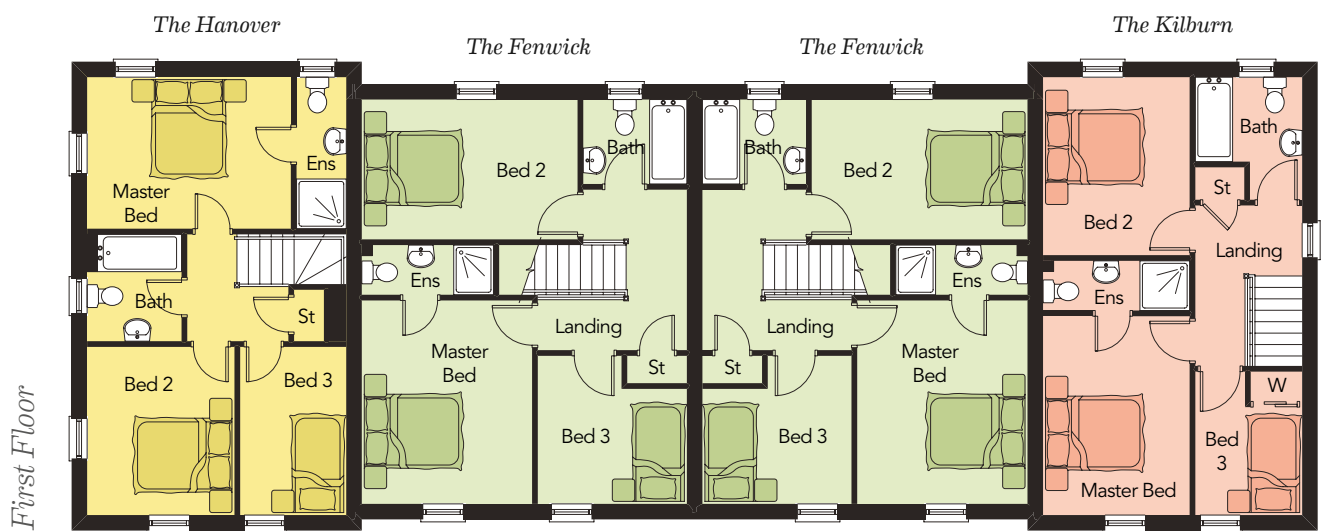 The Hanover
The Fenwick
The Fenwick
The Kilburn
First Floor
Master
Bed
Ens
Bath
St
Bed 2
Bed 3
Bed 2
Bath
Ens
Landing
Master
Bed
St
Bed 3
Bath
Bed 2
Ens
Landing
Master
Bed
St
Bed 3
Bath
St
Bed 2
Landing
Ens
W
Bed
3
Master Bed